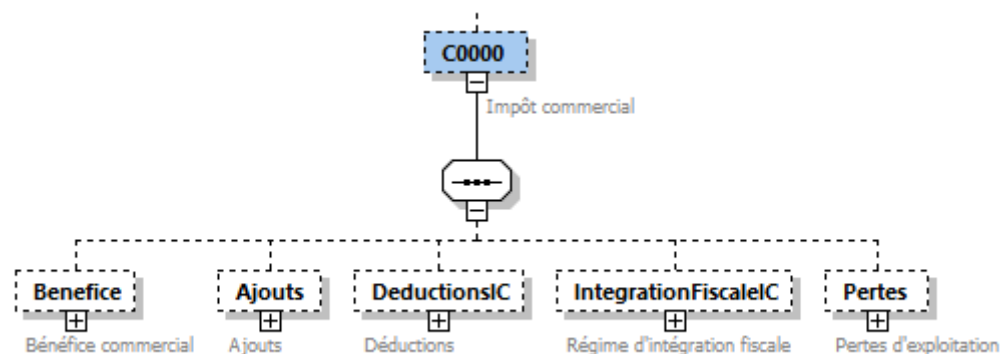 C0000
Impôt commercial
Benefice
Ajouts
DeductionsIC
IntegrationFiscaleIC
Pertes
Bénéfice commercial
Ajouts
Déductions
Régime d'intégration fiscale
Pertes d'exploitation